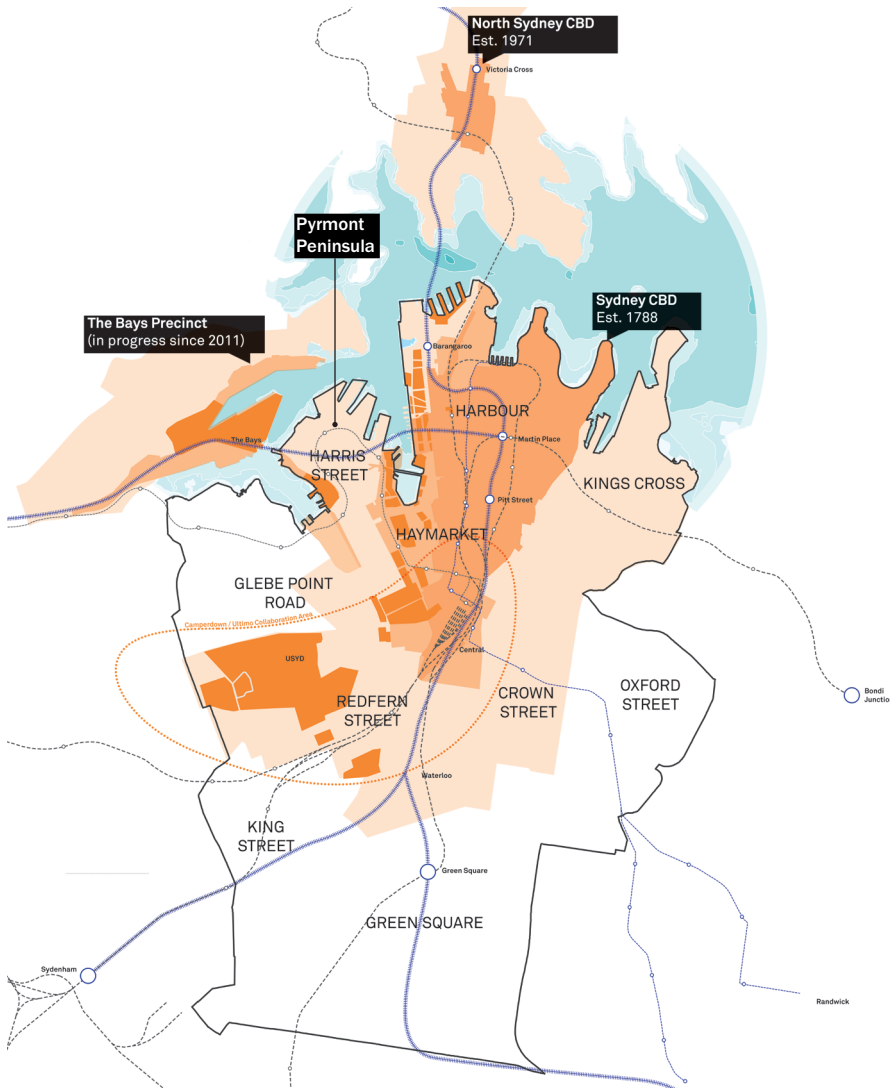 North Sydney CBD
Est. 1971
Victoria Cross
Pyrmont
Peninsula
Sydney CBD
Est. 1788
The Bays Precinct
(in progress since 2011)
Barangaroo
HARBOUR
The Bays
Martin Place
HARRIS
STREET
KINGS CROSS
Pitt Street
HAYMARKET
GLEBE POINT
ROAD
Camperdown / Ultimo Collaboration Area
USYD
Central
REDFERN
STREET
CROWN
STREET
OXFORD
STREET
Bondi
Junctio
Waterloo
KING
STREET
Green Square
GREEN SQUARE
Sydenham
Randwick